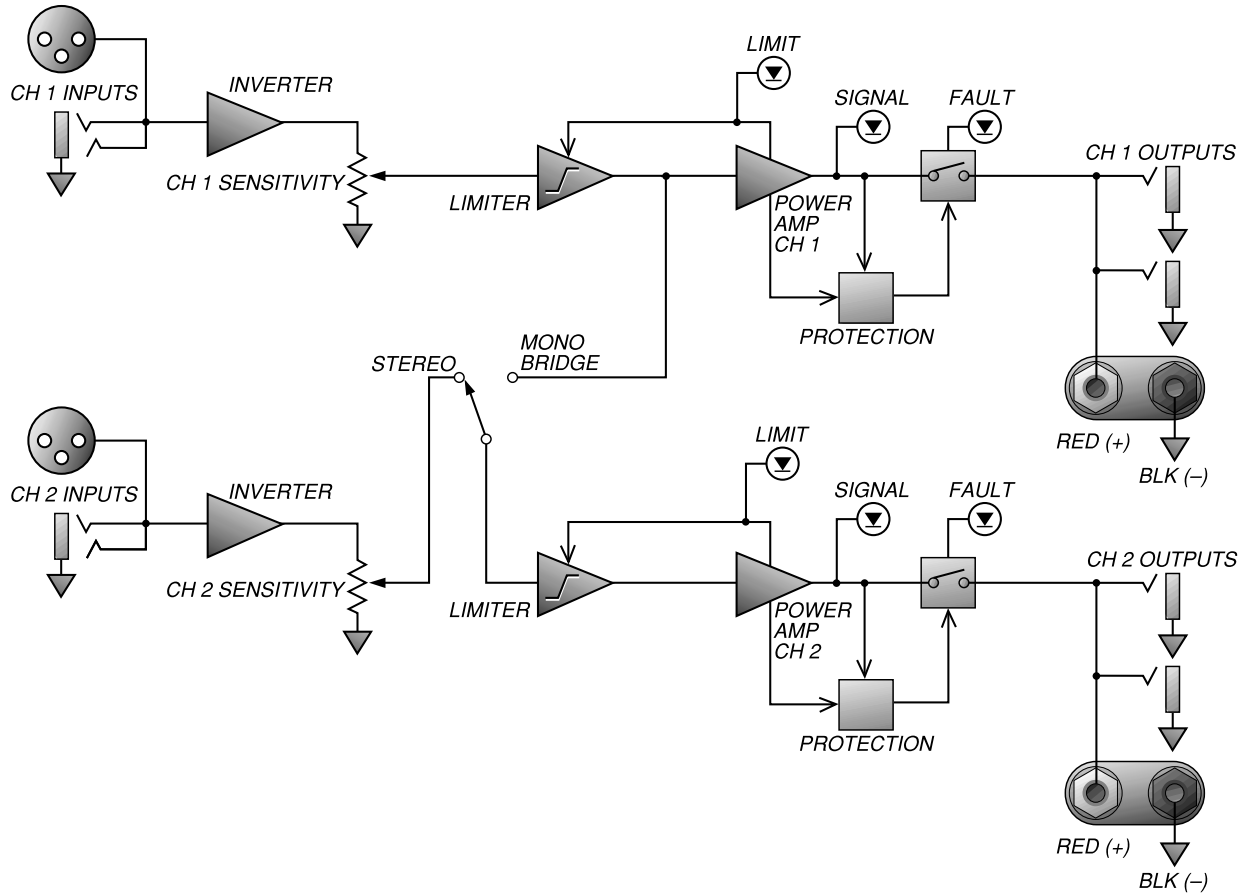 LIMIT
INVERTER
CH 1 INPUTS
SIGNAL
FAULT
CH 1 OUTPUTS
CH 1 SENSITIVITY
LIMITER
POWER
AMP
CH 1
PROTECTION
STEREO
MONO
BRIDGE
RED (+)
BLK (–)
LIMIT
INVERTER
CH 2 INPUTS
SIGNAL
FAULT
CH 2 OUTPUTS
CH 2 SENSITIVITY
LIMITER
POWER
AMP
CH 2
PROTECTION
RED (+)
BLK (–)